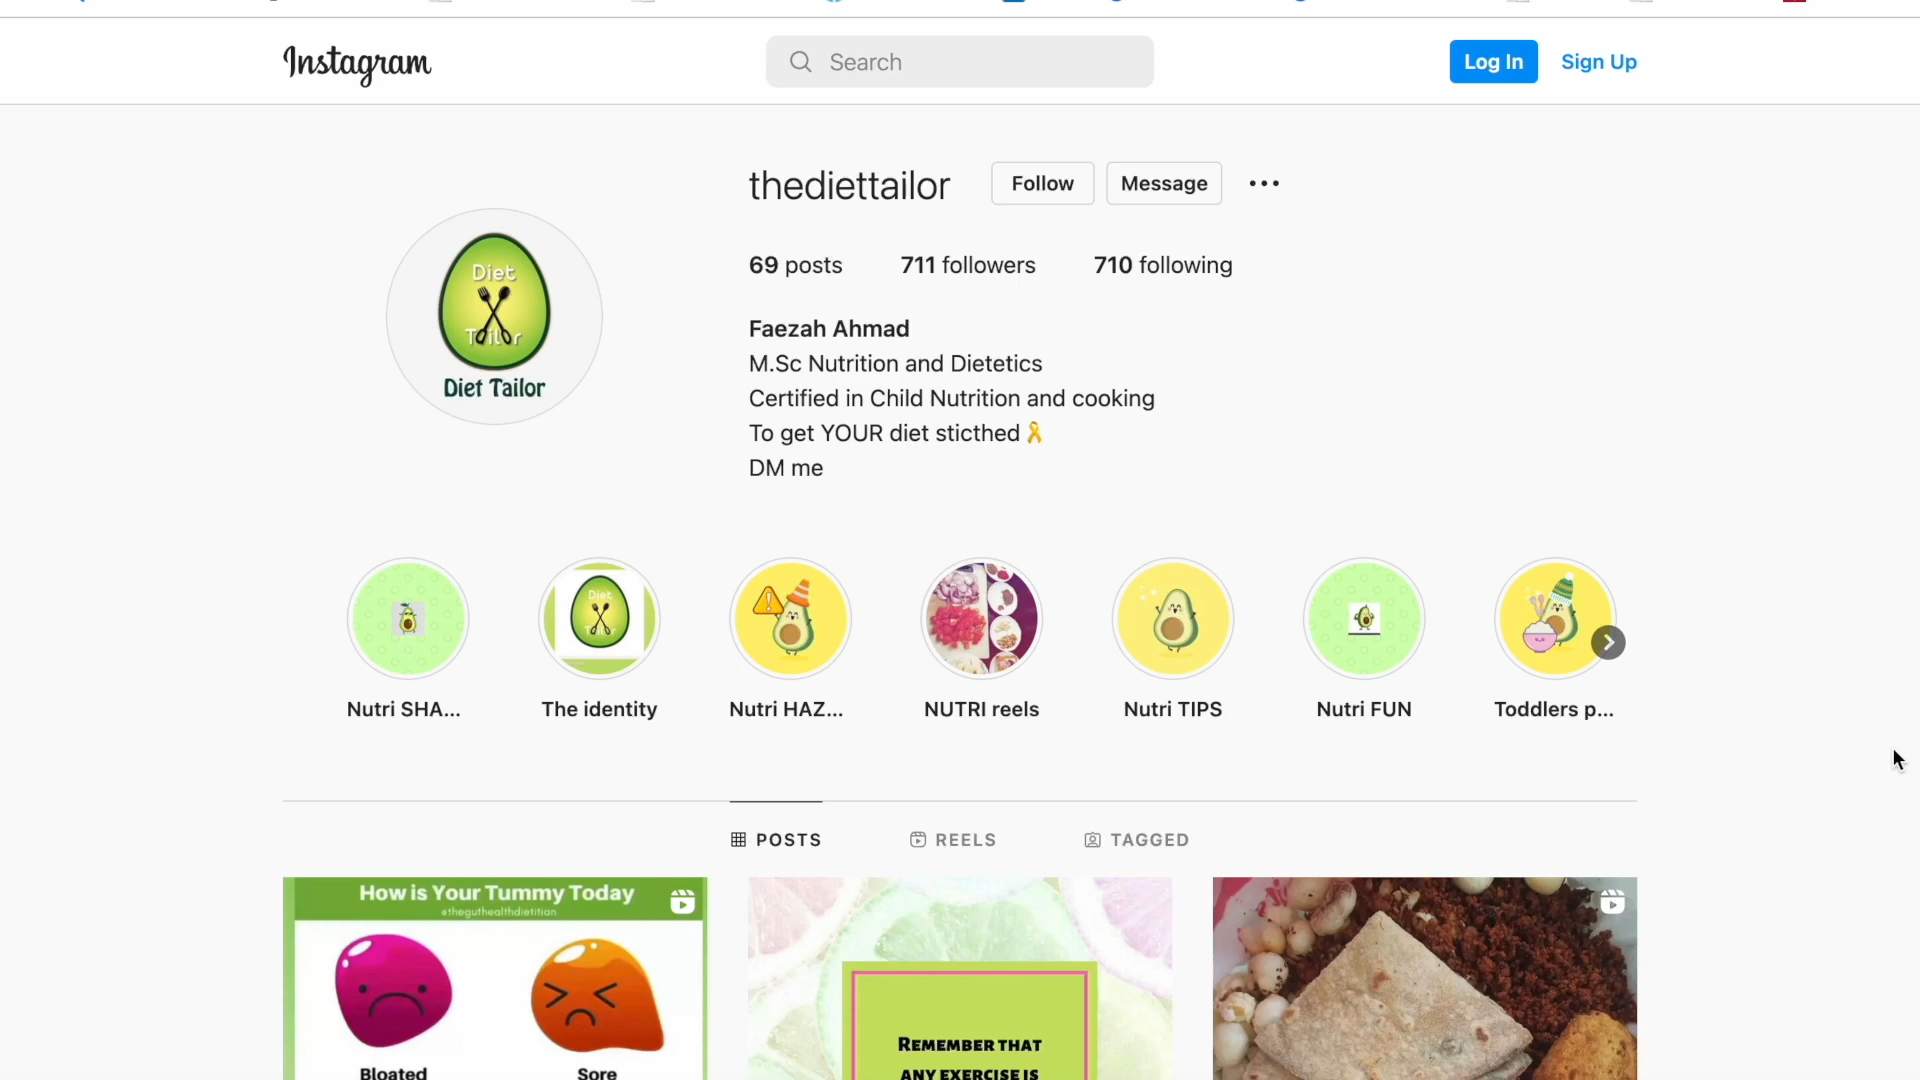 Instagram
Search
Log In
Sign Up
thediettailor
Follow
Message
69 posts
711 followers
710 following
Faezah Ahmad
M.Sc Nutrition and Dietetics
Certified in Child Nutrition and cooking
To get YOUR diet sticthed 🎗
DM me
Diet
Diet Tailor
Diet
Nutri SHA...
The identity
Nutri HAZ...
NUTRI reels
Nutri TIPS
Nutri FUN
Toddlers p...
POSTS
REELS
TAGGED
How is Your Tummy Today
@theguthealthdietitian
Bloated
Sore
REMEMBER THAT
ANY EXERCISE IS